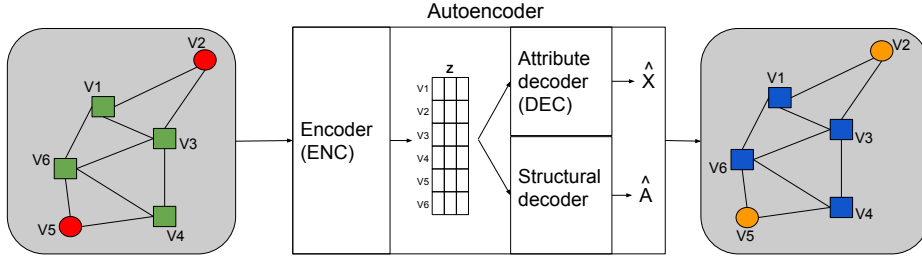 Autoencoder
V2
V1
V3
V6
V5
V4
Encoder
(ENC)
z
V1
V2
V3
V4
V5
V6
Attribute
decoder
(DEC)
Structural
decoder
X̂
Â
V2
V1
V3
V6
V4
V5